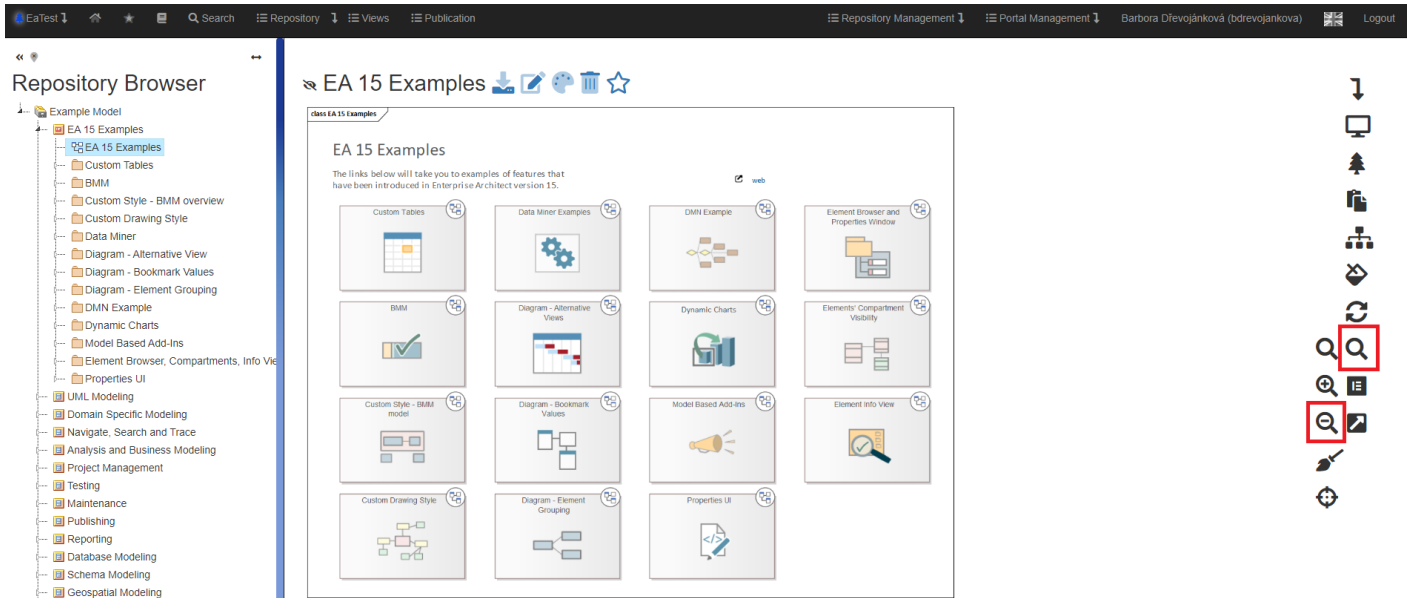 EaTest
Search
Repository
Views
Publication
Repository Management
Portal Management
Barbora Dřevojánková (bdrevojankova)
Logout
Repository Browser
Example Model
EA 15 Examples
EA 15 Examples
Custom Tables
BMM
Custom Style - BMM overview
Custom Drawing Style
Data Miner
Diagram - Alternative View
Diagram - Bookmark Values
Diagram - Element Grouping
DMN Example
Dynamic Charts
Model Based Add-Ins
Element Browser, Compartments, Info Vie
Properties UI
UML Modeling
Domain Specific Modeling
Navigate, Search and Trace
Analysis and Business Modeling
Project Management
Testing
Maintenance
Publishing
Reporting
Database Modeling
Schema Modeling
Geospatial Modeling
EA 15 Examples
class EA 15 Examples
EA 15 Examples
The links below will take you to examples of features that
have been introduced in Enterprise Architect version 15.
web
Custom Tables
Data Miner Examples
DMN Example
Element Browser and
Properties Window
BMM
Diagram - Alternative
Views
Dynamic Charts
Elements' Compartment
Visibility
Custom Style - BMM
model
Diagram - Bookmark
Values
Model Based Add-Ins
Element Info View
Custom Drawing Style
Diagram - Element
Grouping
Properties UI